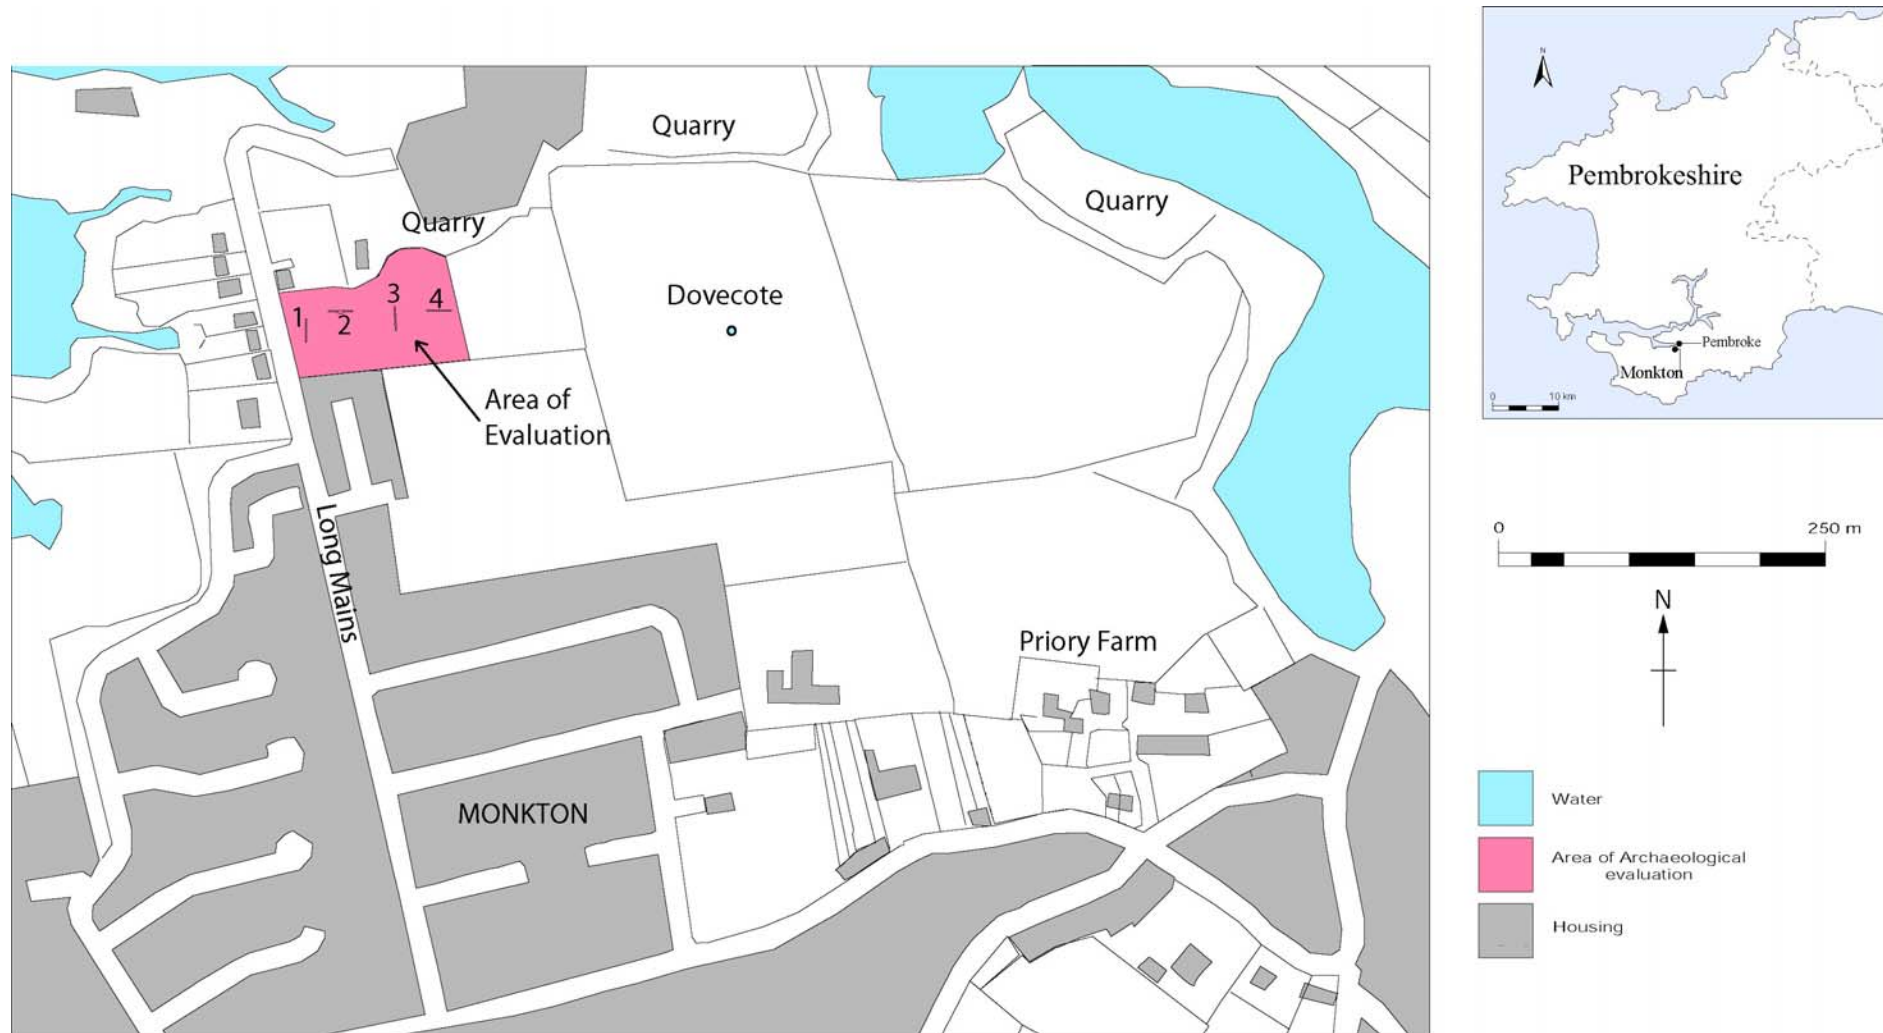 Quarry
Quarry
Quarry
Dovecote
1
2
3
4
Area of
Evaluation
Long Mains
Priory Farm
MONKTON
N
Pembrokeshire
Pembroke
Monkton
0
10 km
0
250 m
N
Water
Area of Archaeological
evaluation
Housing